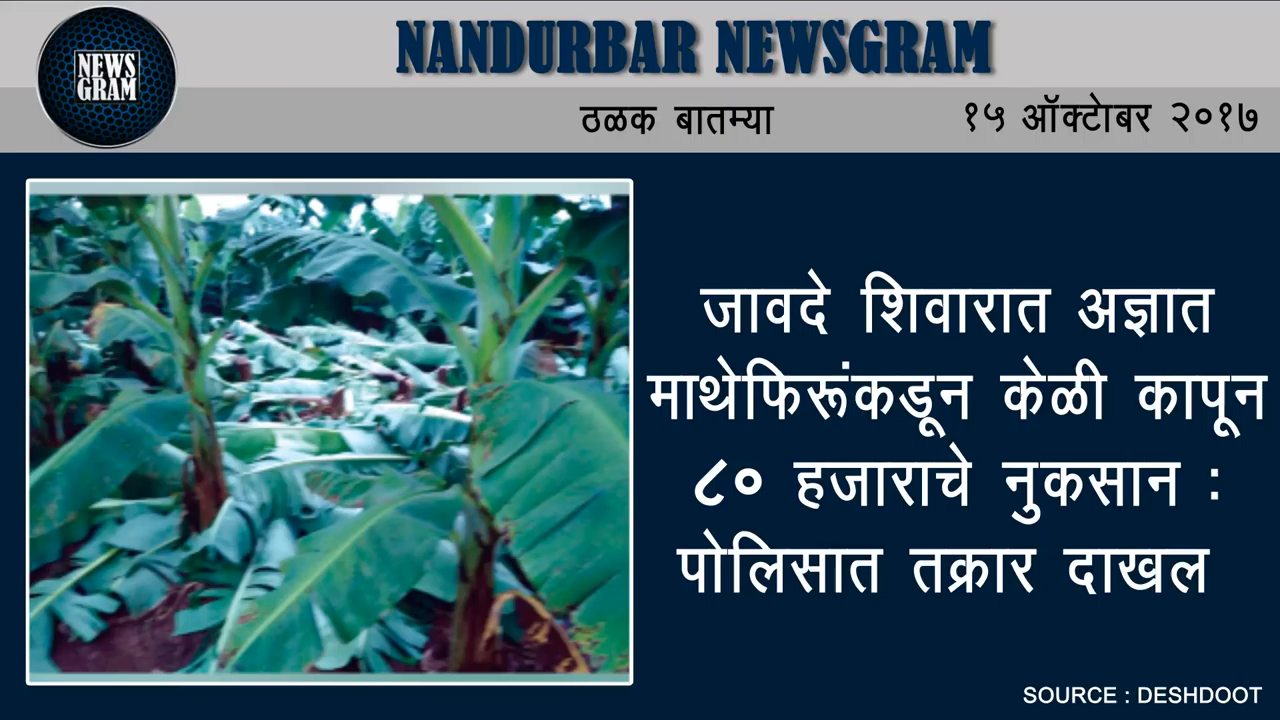 NEWS
GRAM
NANDURBAR NEWSGRAM
ठळक बातम्या
१५ ऑक्टोबर २०१७
जावदे शिवारात अज्ञात
माथेफिरूंकडून केळी कापून
८० हजाराचे नुकसान :
पोलिसात तक्रार दाखल
SOURCE : DESHDOOT